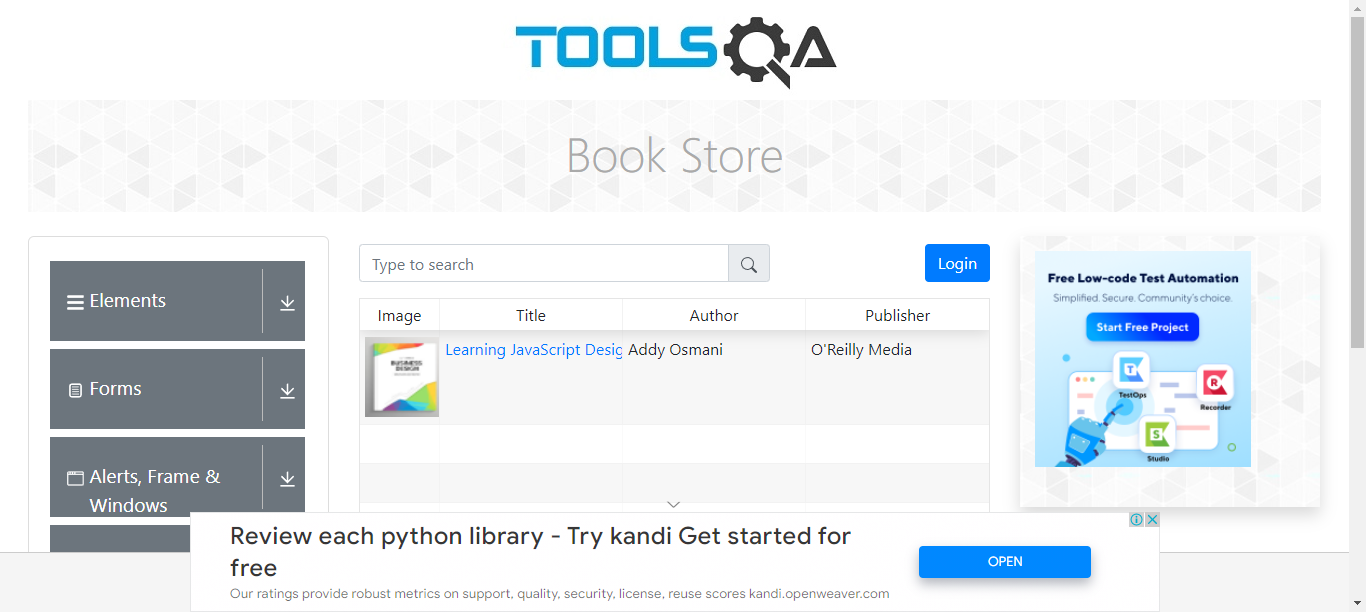 TOOLSQA
Book Store
Elements
Forms
Alerts, Frame &
Windows
Type to search
Login
Image Title Author Publisher
BUSINESS
DESIGN
Learning JavaScript Desig Addy Osmani O'Reilly Media
Free Low-code Test Automation
Simplified. Secure. Community's choice.
Start Free Project
T
TestOps
R
Recorder
S
Studio
Review each python library - Try kandi Get started for
free
Our ratings provide robust metrics on support, quality, security, license, reuse scores kandi.openweaver.com
OPEN